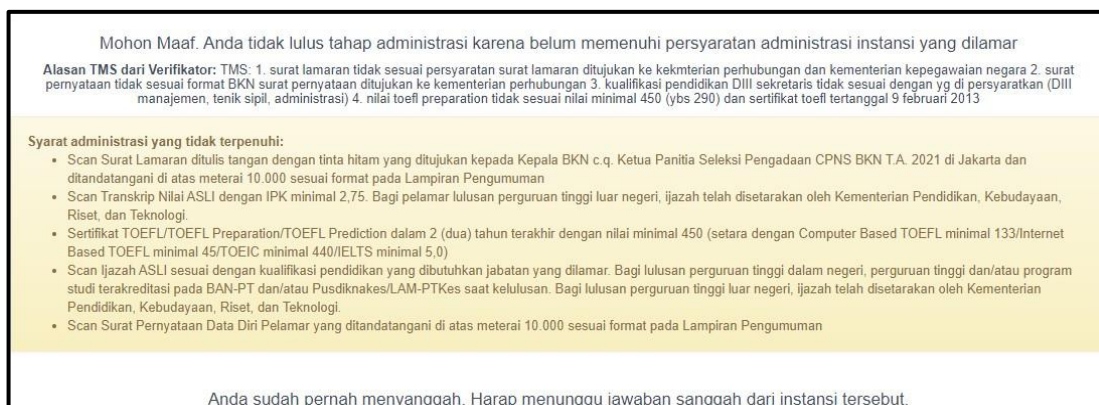 Mohon Maaf. Anda tidak lulus tahap administrasi karena belum memenuhi persyaratan administrasi instansi yang dilamar
Alasan TMS dari Verifikator: TMS: 1. surat lamaran tidak sesuai persyaratan surat lamaran ditujukan ke kekmterian perhubungan dan kementerian kepegawaian negara 2. surat
pernyataan tidak sesuai format BKN surat pernyataan ditujukan ke kementerian perhubungan 3. kualifikasi pendidikan DIII sekretaris tidak sesuai dengan yg di persyaratkan (DIII
manajemen, tenik sipil, administrasi) 4. nilai toefl preparation tidak sesuai nilai minimal 450 (ybs 290) dan sertifikat toefl tertanggal 9 februari 2013
Syarat administrasi yang tidak terpenuhi:
• Scan Surat Lamaran ditulis tangan dengan tinta hitam yang ditujukan kepada Kepala BKN c.q. Ketua Panitia Seleksi Pengadaan CPNS BKN T.A. 2021 di Jakarta dan
ditandatangani di atas meterai 10.000 sesuai format pada Lampiran Pengumuman
• Scan Transkrip Nilai ASLI dengan IPK minimal 2,75. Bagi pelamar lulusan perguruan tinggi luar negeri, ijazah telah disetarakan oleh Kementerian Pendidikan, Kebudayaan,
Riset, dan Teknologi.
• Sertifikat TOEFL/TOEFL Preparation/TOEFL Prediction dalam 2 (dua) tahun terakhir dengan nilai minimal 450 (setara dengan Computer Based TOEFL minimal 133/Internet
Based TOEFL minimal 45/TOEIC minimal 440/IELTS minimal 5,0)
• Scan Ijazah ASLI sesuai dengan kualifikasi pendidikan yang dibutuhkan jabatan yang dilamar. Bagi lulusan perguruan tinggi dalam negeri, perguruan tinggi dan/atau program
studi terakreditasi pada BAN-PT dan/atau Pusdiknakes/LAM-PTKes saat kelulusan. Bagi lulusan perguruan tinggi luar negeri, ijazah telah disetarakan oleh Kementerian
Pendidikan, Kebudayaan, Riset, dan Teknologi.
• Scan Surat Pernyataan Data Diri Pelamar yang ditandatangani di atas meterai 10.000 sesuai format pada Lampiran Pengumuman
Anda sudah pernah menyanggah. Harap menunggu jawaban sanggah dari instansi tersebut.